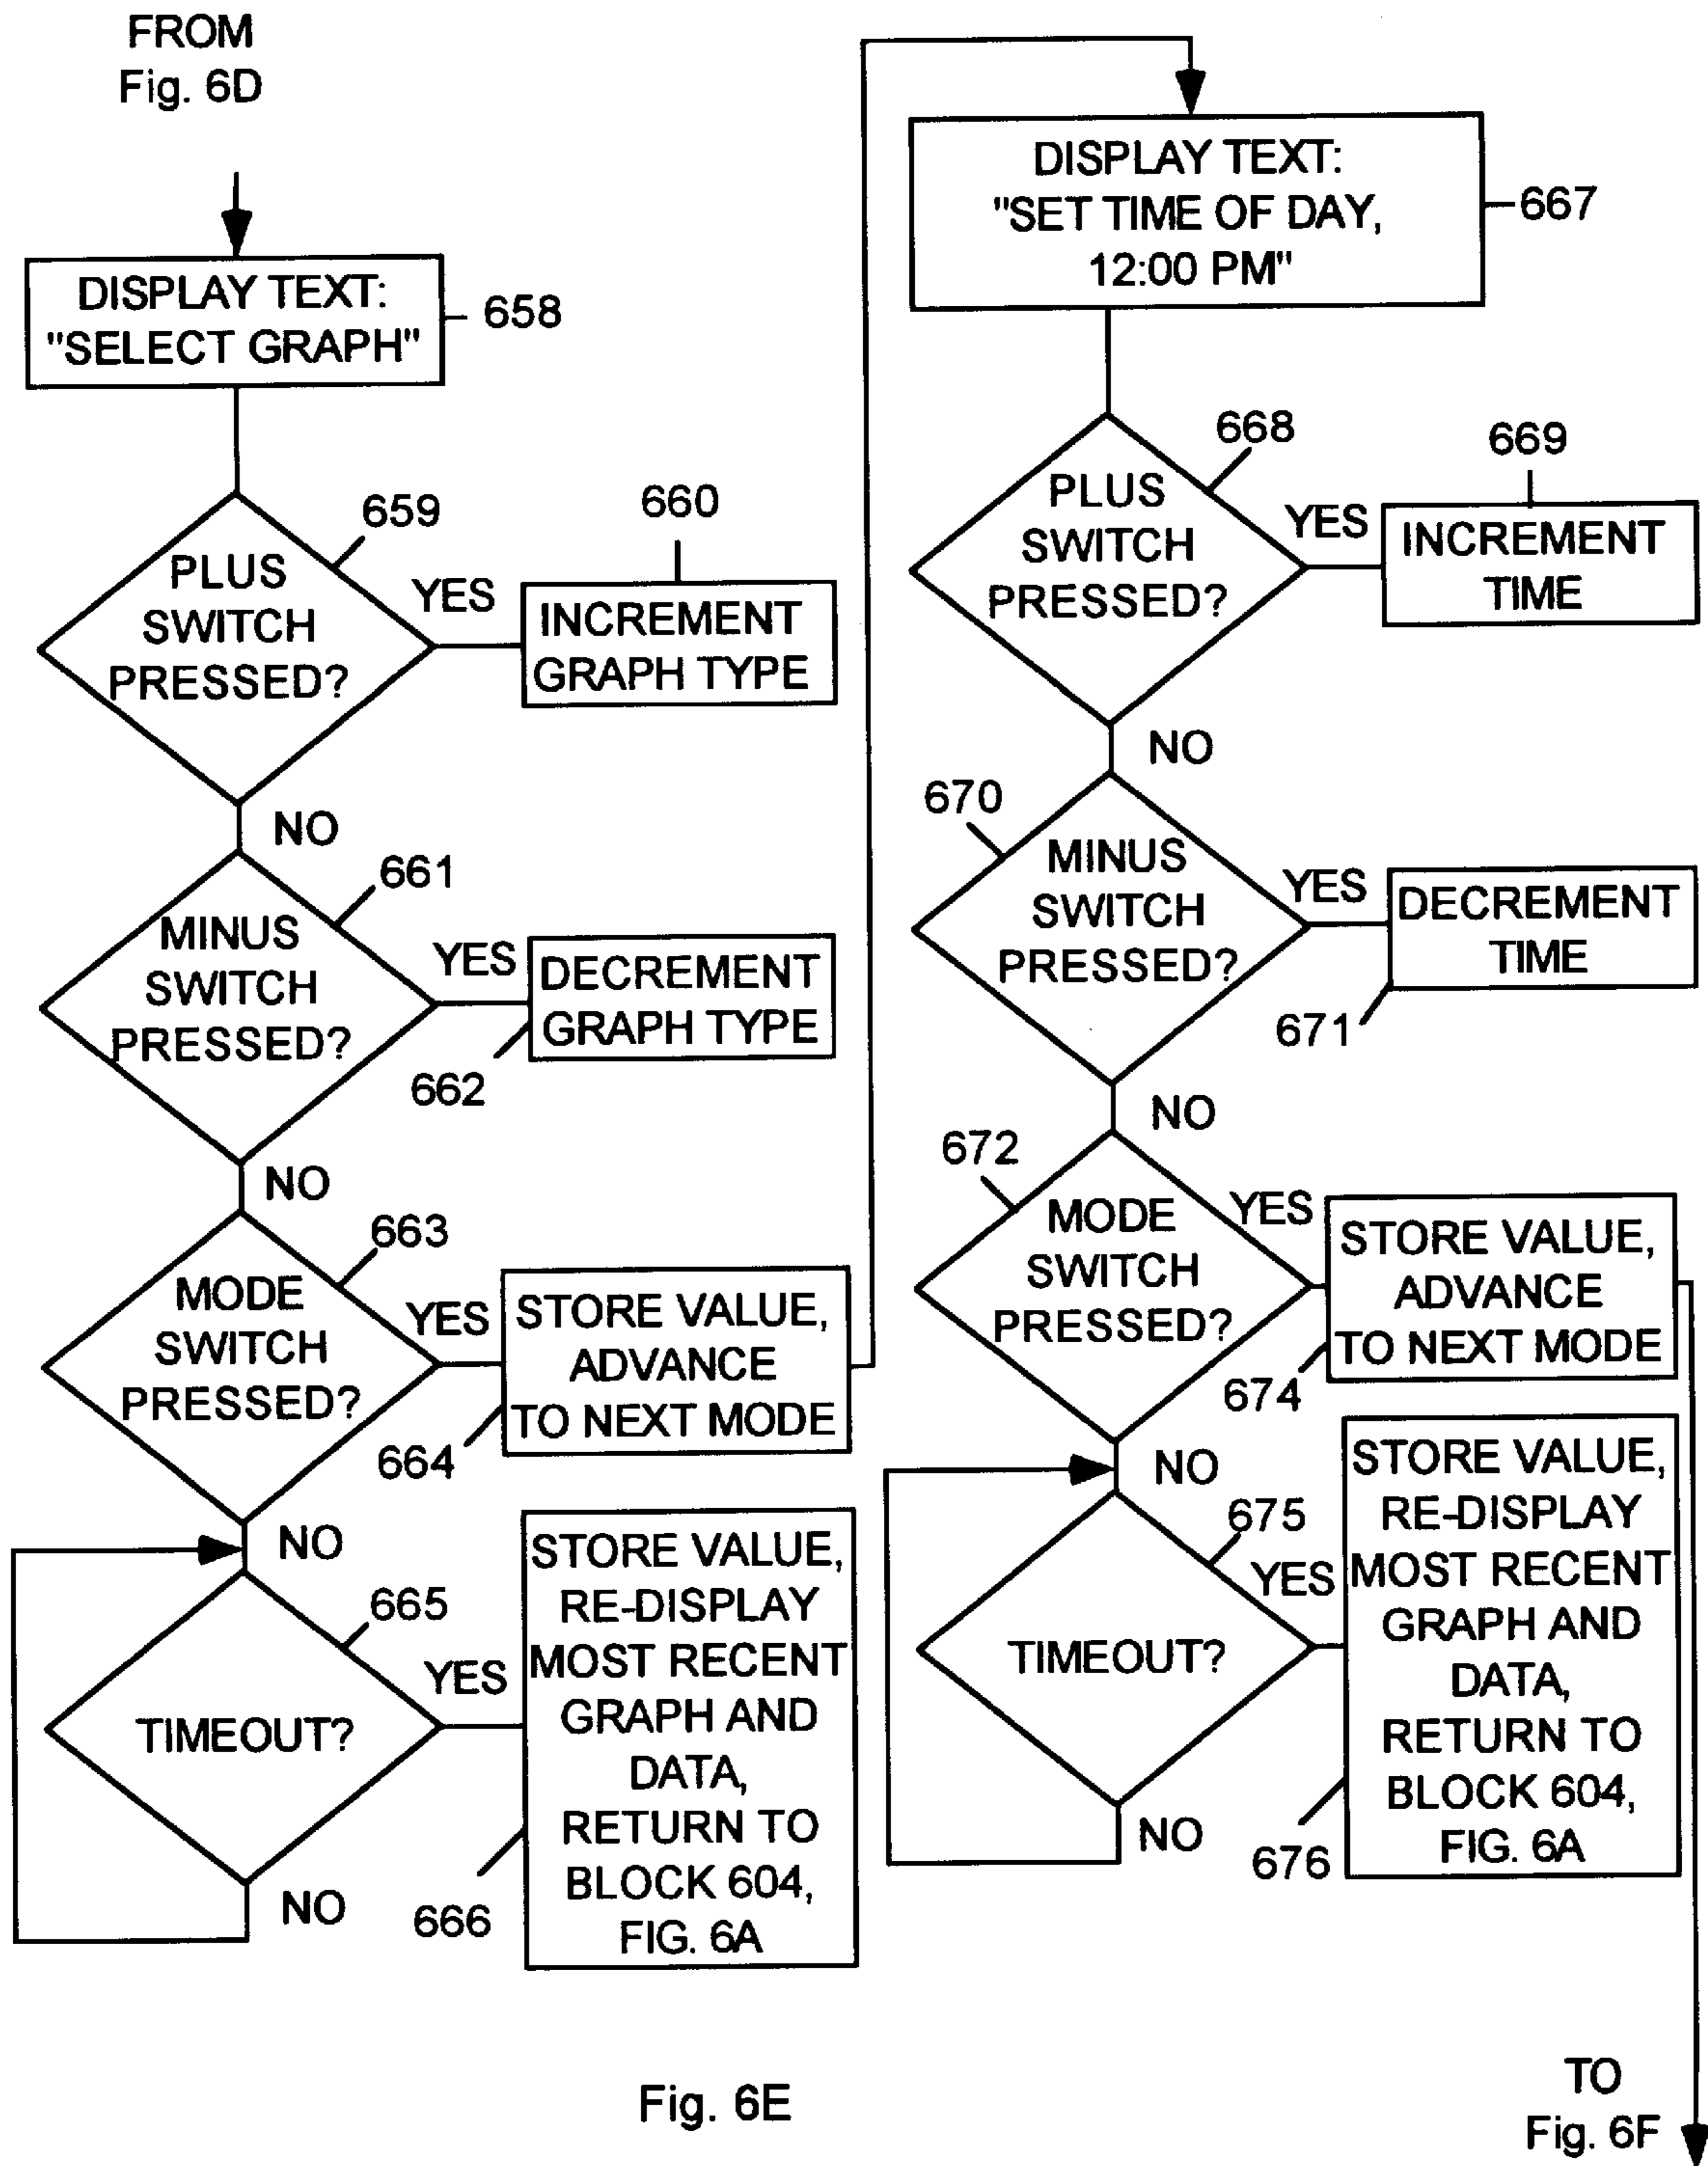 FROM
Fig. 6D
DISPLAY TEXT:
"SELECT GRAPH"
658
659
PLUS
SWITCH
PRESSED?
YES
660
INCREMENT
GRAPH TYPE
NO
661
MINUS
SWITCH
PRESSED?
YES
DECREMENT
GRAPH TYPE
662
NO
663
MODE
SWITCH
PRESSED?
YES
STORE VALUE,
ADVANCE
TO NEXT MODE
664
NO
665
TIMEOUT?
YES
STORE VALUE,
RE-DISPLAY
MOST RECENT
GRAPH AND
DATA,
RETURN TO
BLOCK 604,
FIG. 6A
666
NO
DISPLAY TEXT:
"SET TIME OF DAY,
12:00 PM"
667
668
PLUS
SWITCH
PRESSED?
YES
669
INCREMENT
TIME
NO
670
MINUS
SWITCH
PRESSED?
YES
DECREMENT
TIME
671
NO
672
MODE
SWITCH
PRESSED?
YES
STORE VALUE,
ADVANCE
TO NEXT MODE
674
NO
675
TIMEOUT?
YES
STORE VALUE,
RE-DISPLAY
MOST RECENT
GRAPH AND
DATA,
RETURN TO
BLOCK 604,
FIG. 6A
676
NO
Fig. 6E
TO
Fig. 6F